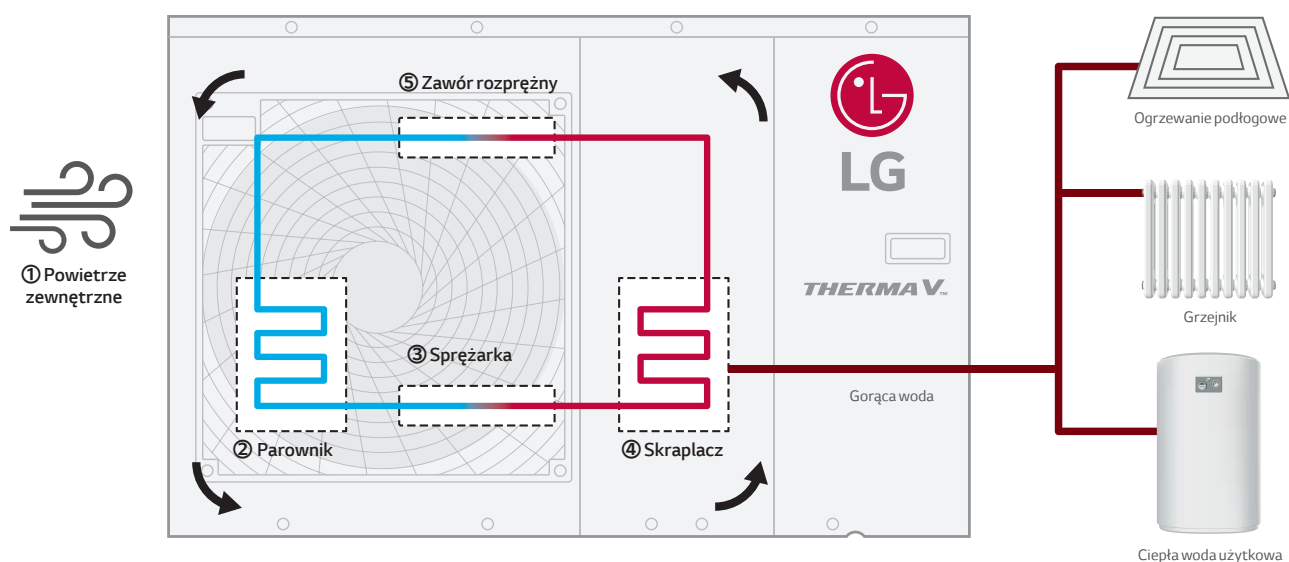 ⑤ Zawór rozprężny
Ogrzewanie podłogowe
LG
① Powietrze
zewnętrzne
THERMA V™
Grzejnik
③ Sprężarka
Gorąca woda
② Parownik
④ Skraplacz
Ciepła woda użytkowa